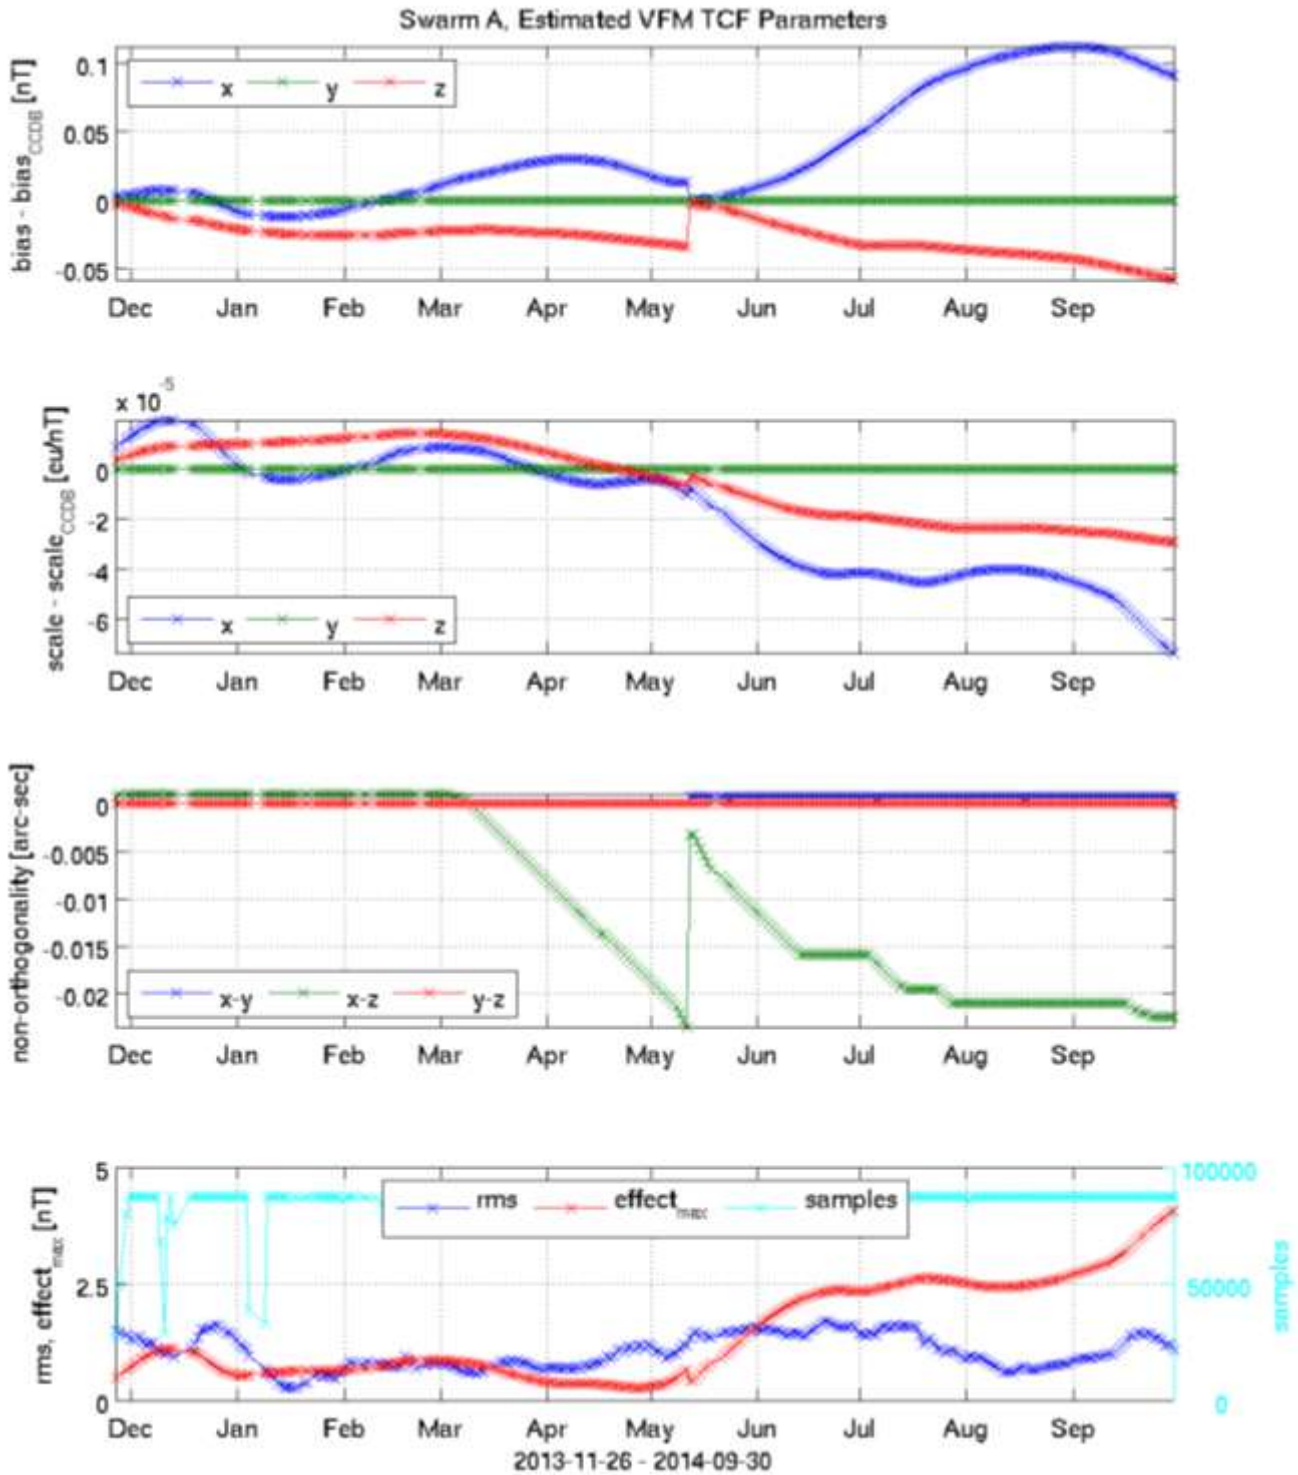 Swarm A, Estimated VFM TCF Parameters
bias - bias_CCDB [nT]
0.1
0.05
0
-0.05
x y z
Dec Jan Feb Mar Apr May Jun Jul Aug Sep
x 10^-5
scale - scale_CCDB [eu/nT]
0
-2
-4
-6
x y z
Dec Jan Feb Mar Apr May Jun Jul Aug Sep
non-orthogonality [arc-sec]
0
-0.005
-0.01
-0.015
-0.02
x-y x-z y-z
Dec Jan Feb Mar Apr May Jun Jul Aug Sep
rms, effect_max [nT]
5
2.5
0
rms effect_max samples
100000
50000
0
samples
Dec Jan Feb Mar Apr May Jun Jul Aug Sep
2013-11-26 - 2014-09-30